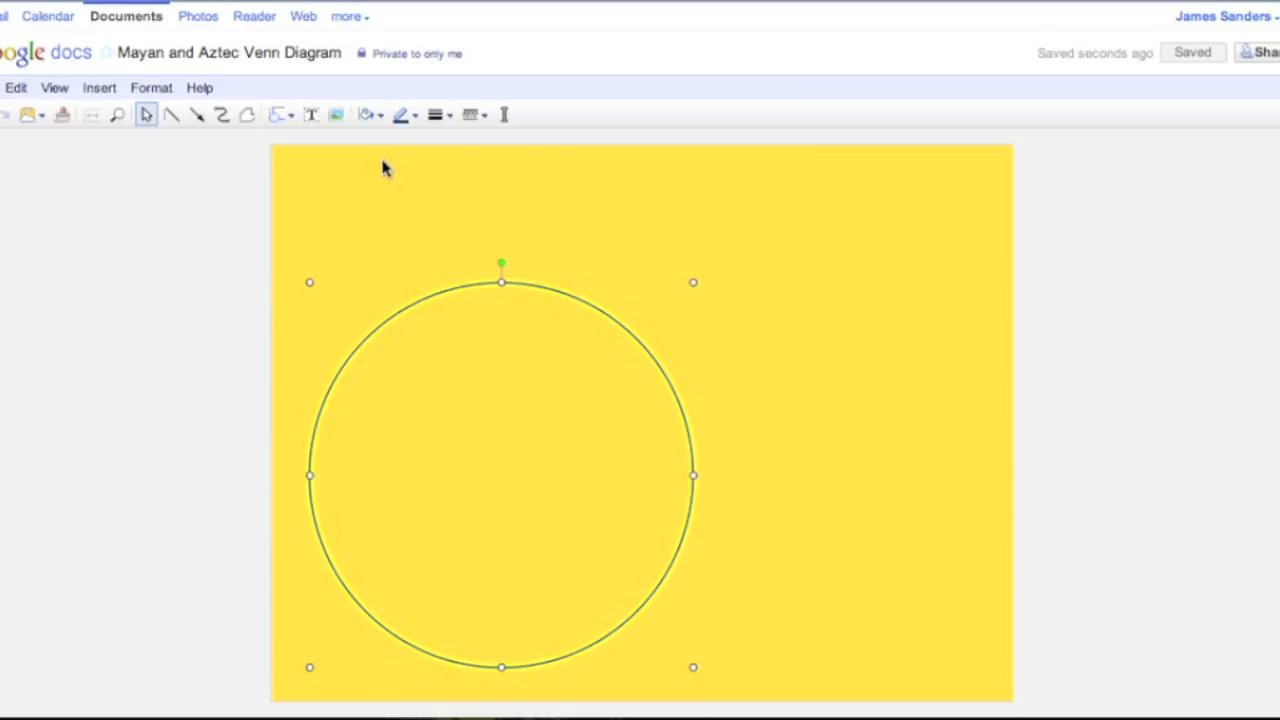 Calendar Documents Photos Reader Web more James Sanders
docs Mayan and Aztec Venn Diagram Private to only me Saved seconds ago Saved
Edit View Insert Format Help
T